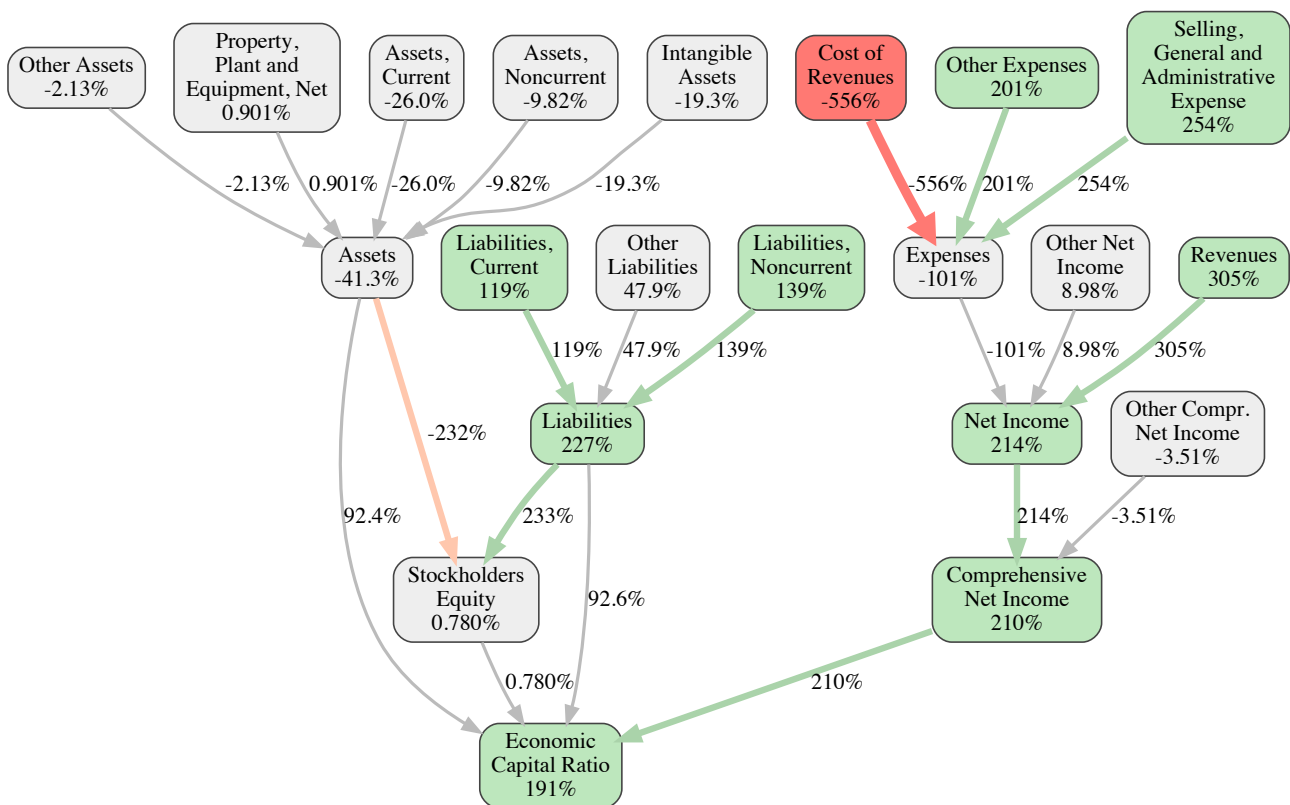 Other Assets
-2.13%
Property,
Plant and
Equipment, Net
0.901%
Assets,
Current
-26.0%
Assets,
Noncurrent
-9.82%
Intangible
Assets
-19.3%
Cost of
Revenues
-556%
Other Expenses
201%
Selling,
General and
Administrative
Expense
254%
-2.13%
0.901%
-26.0%
-9.82%
-19.3%
-556%
201%
254%
Assets
-41.3%
Liabilities,
Current
119%
Other
Liabilities
47.9%
Liabilities,
Noncurrent
139%
Expenses
-101%
Other Net
Income
8.98%
Revenues
305%
119%
47.9%
139%
-101%
8.98%
305%
-232%
Liabilities
227%
Net Income
214%
Other Compr.
Net Income
-3.51%
92.4%
233%
214%
-3.51%
Stockholders
Equity
0.780%
92.6%
Comprehensive
Net Income
210%
0.780%
210%
Economic
Capital Ratio
191%